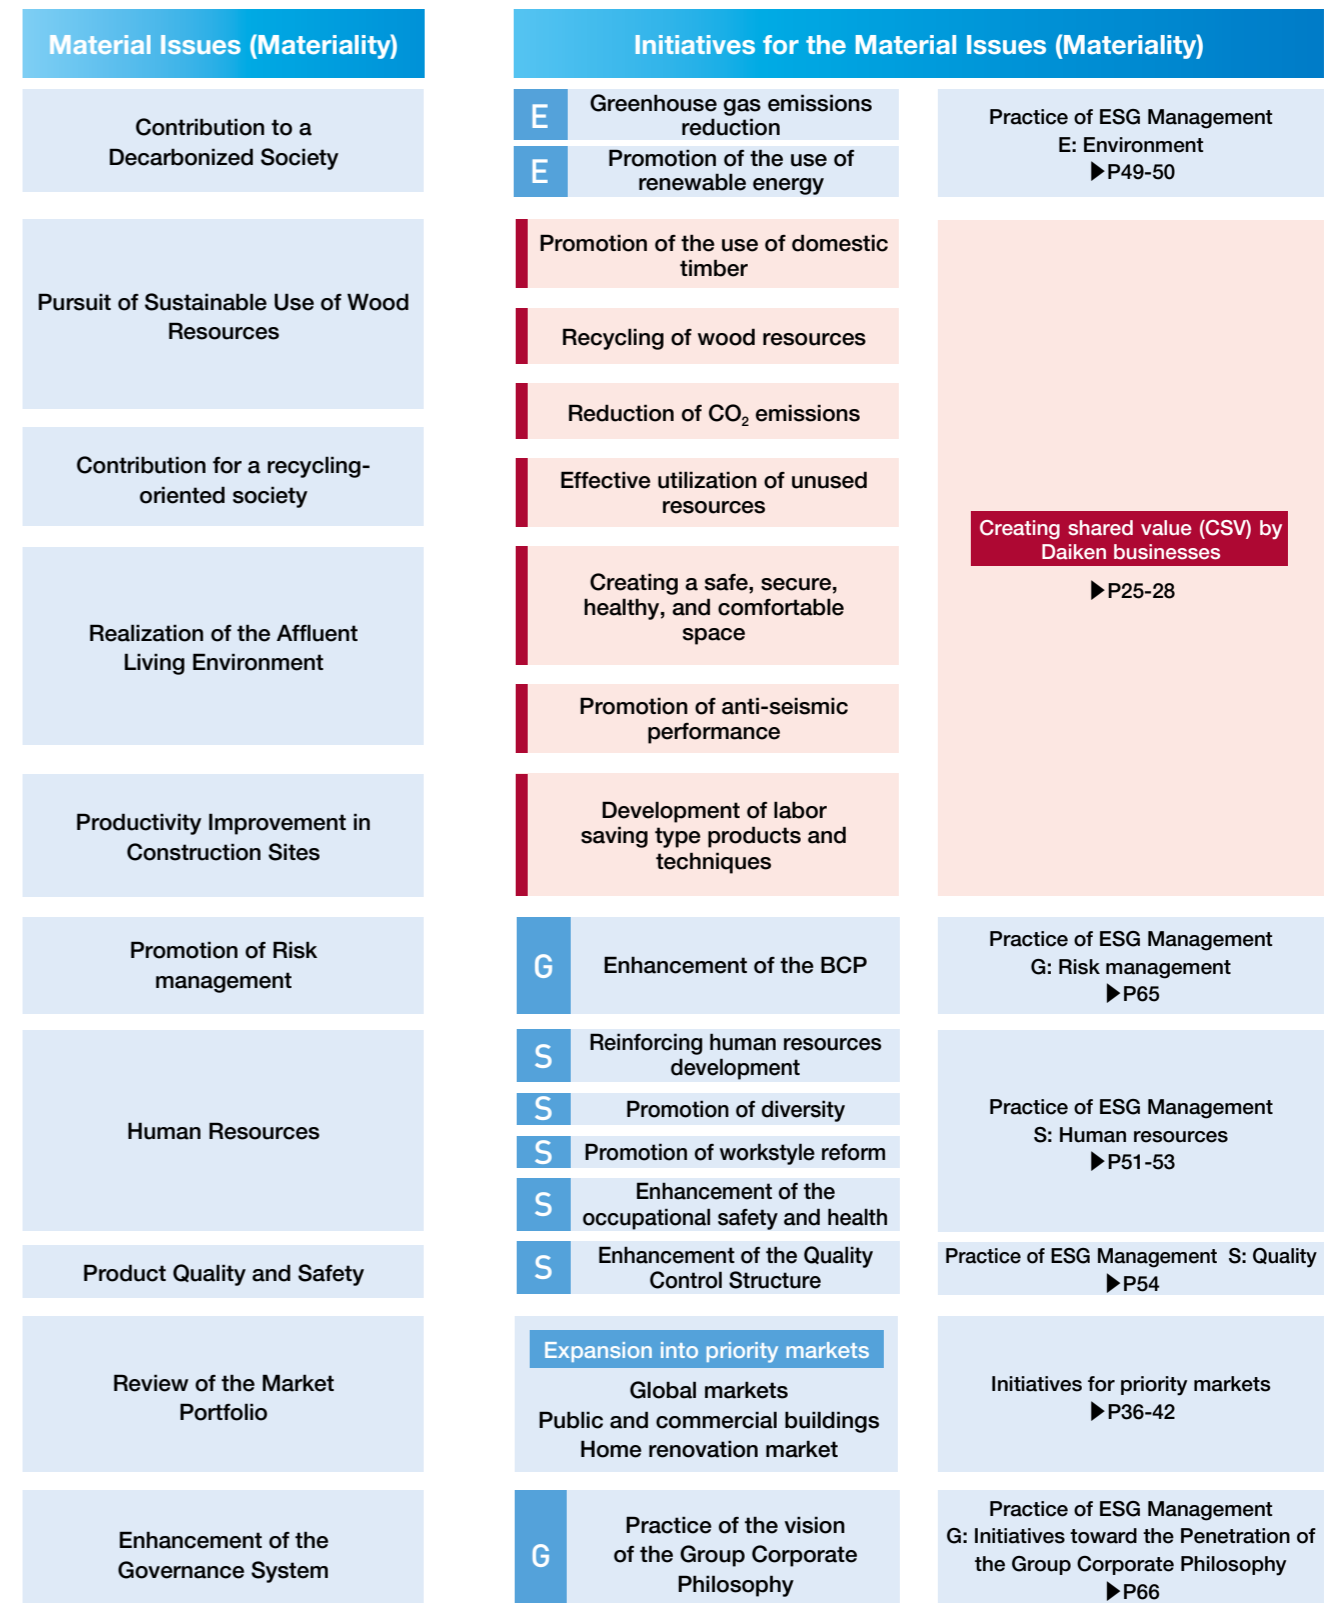 Material Issues (Materiality)
Initiatives for the Material Issues (Materiality)
Contribution to a
Decarbonized Society
E
Greenhouse gas emissions
reduction
E
Promotion of the use of
renewable energy
Practice of ESG Management
E: Environment
▶P49-50
Pursuit of Sustainable Use of Wood
Resources
Contribution for a recycling-
oriented society
Realization of the Affluent
Living Environment
Productivity Improvement in
Construction Sites
Promotion of the use of domestic
timber
Recycling of wood resources
Reduction of CO₂ emissions
Effective utilization of unused
resources
Creating a safe, secure,
healthy, and comfortable
space
Promotion of anti-seismic
performance
Development of labor
saving type products and
techniques
Creating shared value (CSV) by
Daiken businesses
▶P25-28
Promotion of Risk
management
G
Enhancement of the BCP
Practice of ESG Management
G: Risk management
▶P65
Human Resources
S
Reinforcing human resources
development
S
Promotion of diversity
S
Promotion of workstyle reform
S
Enhancement of the
occupational safety and health
Practice of ESG Management
S: Human resources
▶P51-53
Product Quality and Safety
S
Enhancement of the Quality
Control Structure
Practice of ESG Management S: Quality
▶P54
Review of the Market
Portfolio
Expansion into priority markets
Global markets
Public and commercial buildings
Home renovation market
Initiatives for priority markets
▶P36-42
Enhancement of the
Governance System
G
Practice of the vision
of the Group Corporate
Philosophy
Practice of ESG Management
G: Initiatives toward the Penetration of
the Group Corporate Philosophy
▶P66